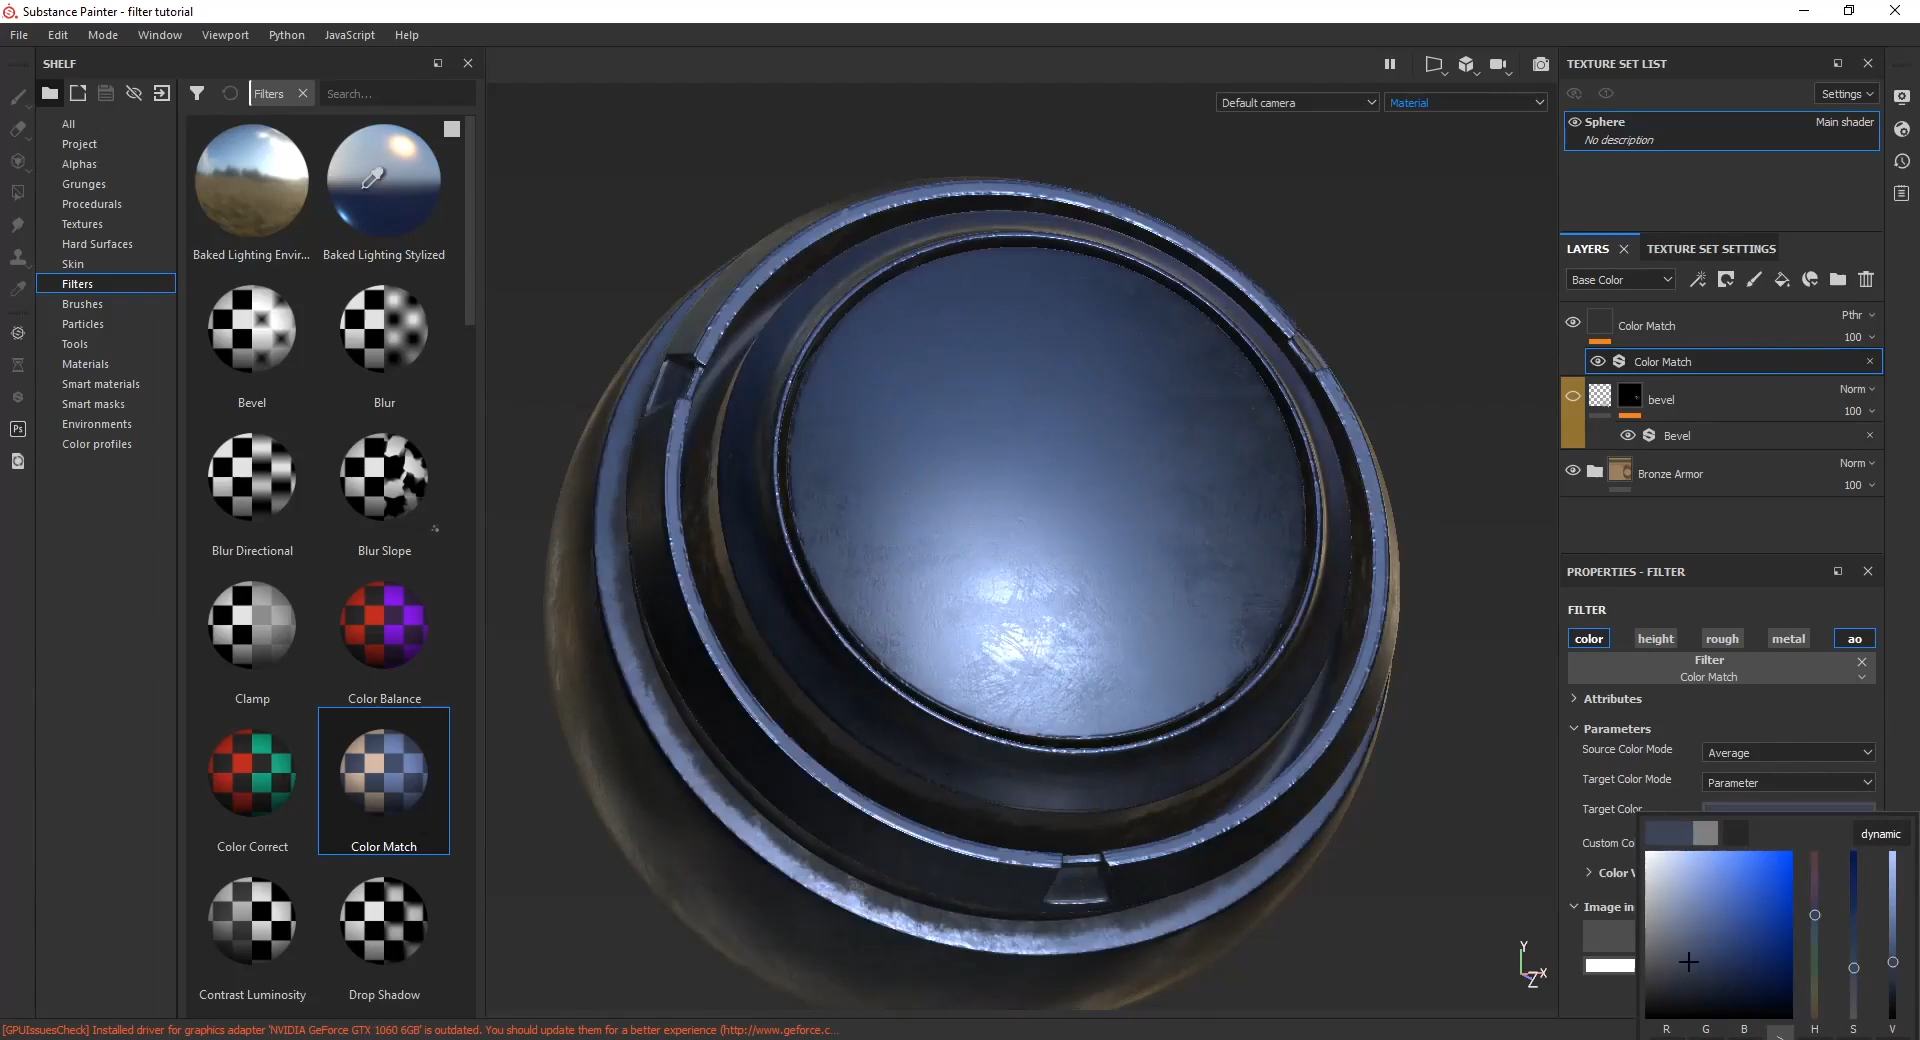 Substance Painter - filter tutorial
File Edit Mode Window Viewport Python JavaScript Help
SHELF
Filters
Search...
All
Project
Alphas
Grunges
Procedurals
Textures
Hard Surfaces
Skin
Filters
Brushes
Particles
Tools
Materials
Smart materials
Smart masks
Environments
Color profiles
Ps
Baked Lighting Envir... Baked Lighting Stylized
Bevel Blur
Blur Directional Blur Slope
Clamp Color Balance
Color Correct Color Match
Contrast Luminosity Drop Shadow
Default camera Material
Y
X
Z
TEXTURE SET LIST
Settings
Sphere Main shader
No description
LAYERS TEXTURE SET SETTINGS
Base Color
Color Match Pthr
100
Color Match
bevel Norm
100
Bevel
Bronze Armor Norm
100
PROPERTIES - FILTER
FILTER
color height rough metal ao
Filter
Color Match
Attributes
Parameters
Source Color Mode Average
Target Color Mode Parameter
Target Color
dynamic
Custom Co
Color V
Image in
R G B > H S V
[GPUIssuesCheck] Installed driver for graphics adapter 'NVIDIA GeForce GTX 1060 6GB' is outdated. You should update them for a better experience (http://www.geforce.c...